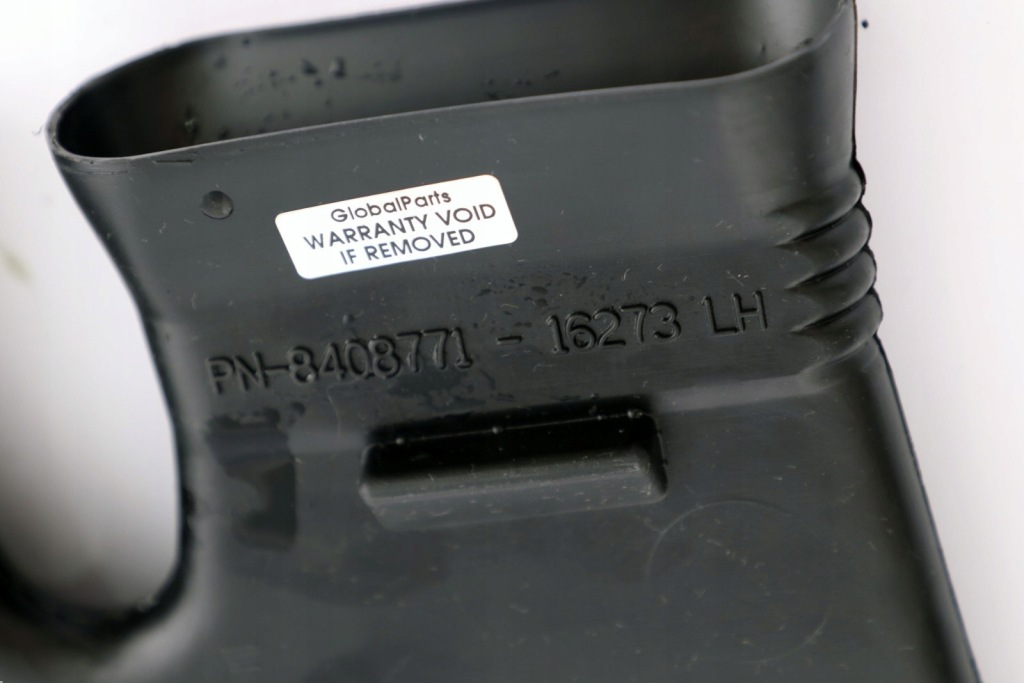 GlobalParts
WARRANTY VOID
IF REMOVED
PN-8408771 - 16273 LH